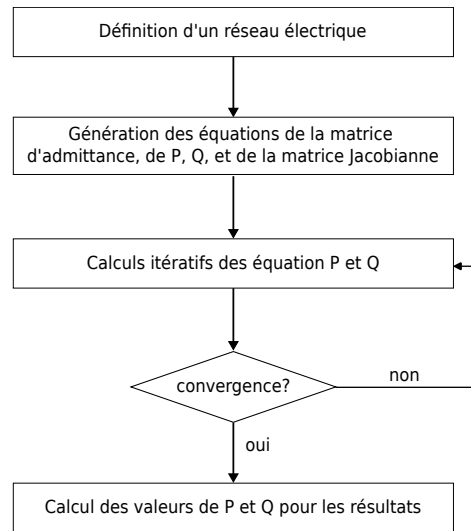 Définition d'un réseau électrique
Génération des équations de la matrice
d'admittance, de P, Q, et de la matrice Jacobianne
Calculs itératifs des équation P et Q
convergence?
non
oui
Calcul des valeurs de P et Q pour les résultats